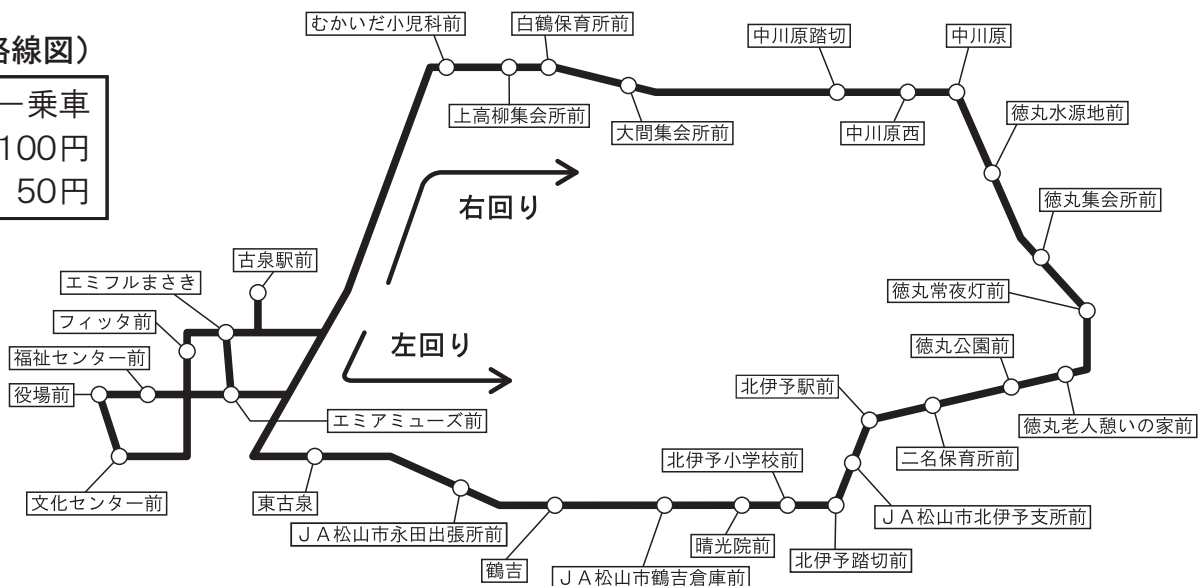 路線図)
ー乗車
100円
50円
むかいだ小児科前
白鶴保育所前
中川原踏切
中川原
上高柳集会所前
大間集会所前
中川原西
徳丸水源地前
徳丸集会所前
右回り
古泉駅前
エミフルまさき
徳丸常夜灯前
フィッタ前
左回り
徳丸公園前
福祉センター前
北伊予駅前
役場前
エミアミューズ前
徳丸老人憩いの家前
二名保育所前
北伊予小学校前
文化センター前
東古泉
JA松山市北伊予支所前
JA松山市永田出張所前
晴光院前
北伊予踏切前
鶴吉
JA松山市鶴吉倉庫前